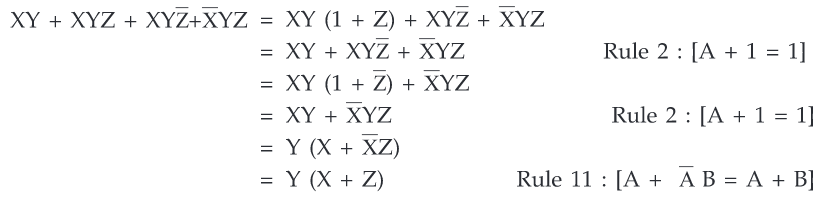 XY + XYZ + XYZ̅+X̅YZ = XY (1 + Z) + XYZ̅ + X̅YZ
= XY + XYZ̅ + X̅YZ Rule 2 : [A + 1 = 1]
= XY (1 + Z̅) + X̅YZ
= XY + X̅YZ Rule 2 : [A + 1 = 1]
= Y (X + X̅Z)
= Y (X + Z) Rule 11 : [A + A̅ B = A + B]